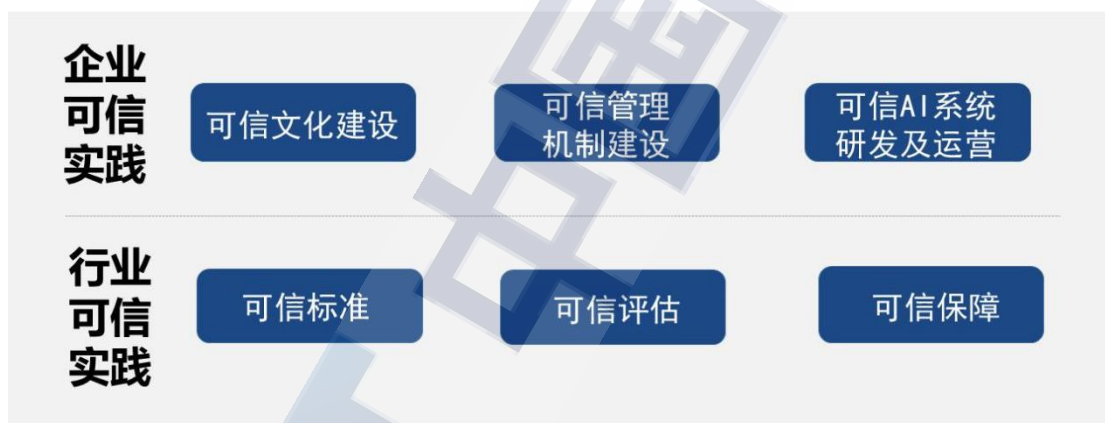 企业
可信
实践
可信文化建设
可信管理
机制建设
可信AI系统
研发及运营
行业
可信
实践
可信标准
可信评估
可信保障
中国